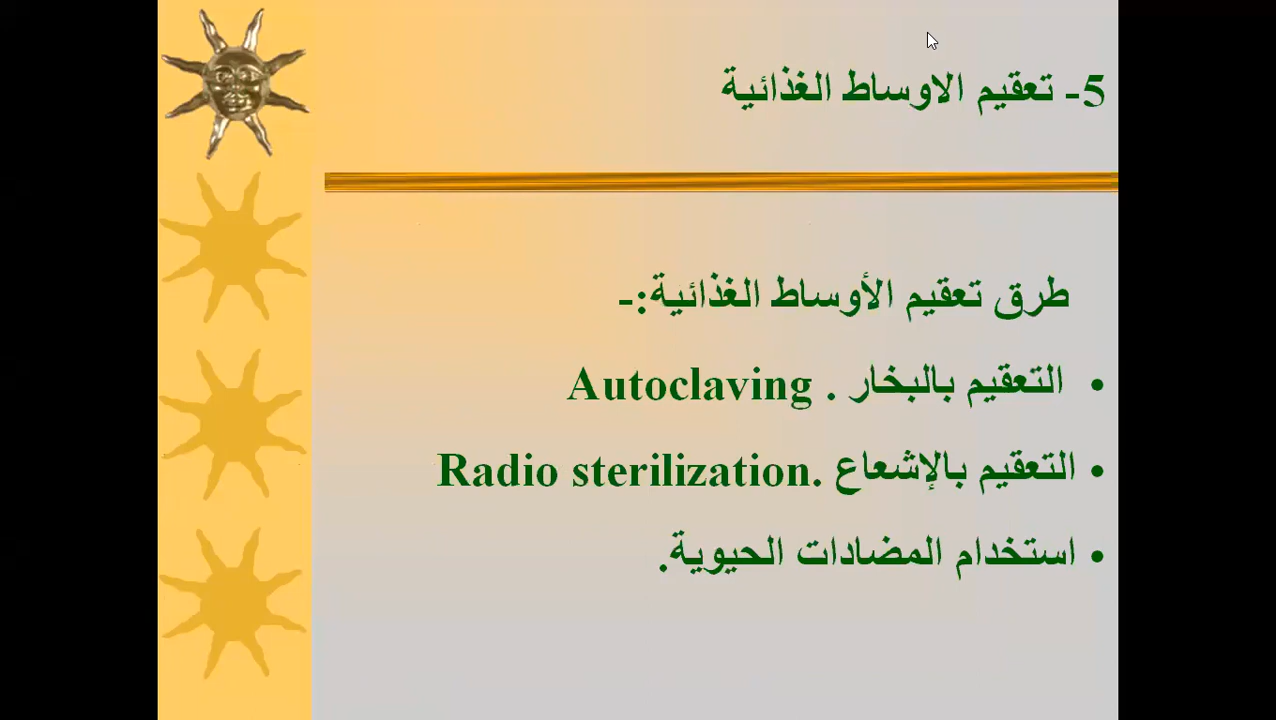 5- تعقيم الاوساط الغذائية
طرق تعقيم الأوساط الغذائية:-
• التعقيم بالبخار . Autoclaving
• التعقيم بالإشعاع .Radio sterilization
• استخدام المضادات الحيوية.